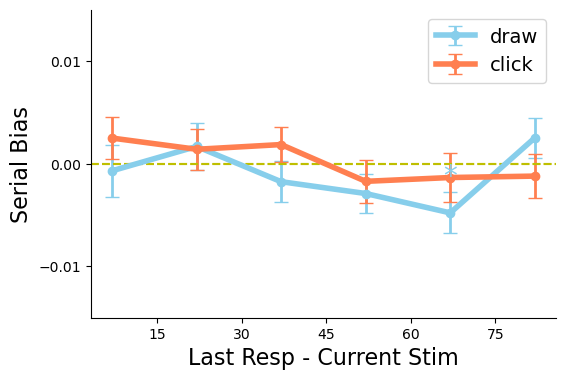 draw
click
0.01
0.00
−0.01
Serial Bias
15 30 45 60 75
Last Resp - Current Stim